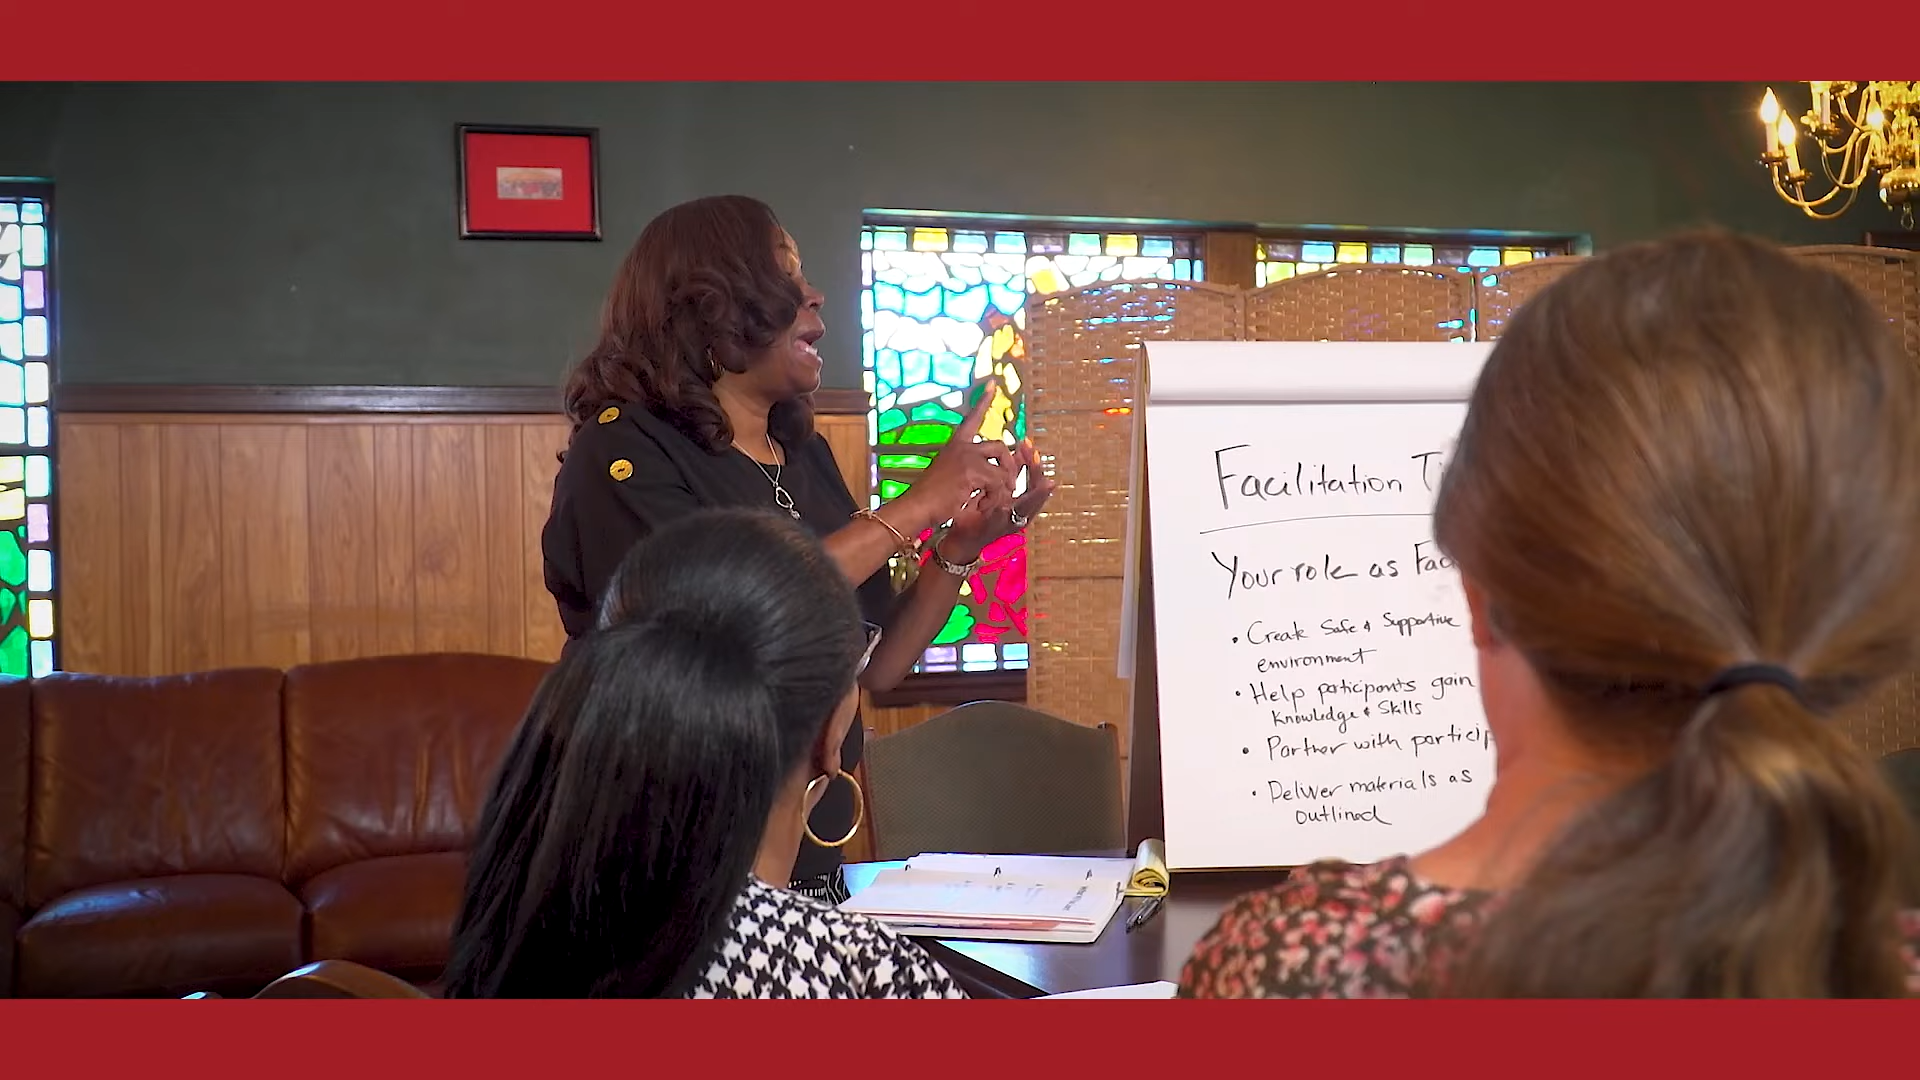 Facilitation
Your role as
• Create Safe & Supportive
environment
• Help participants gain
Knowledge & Skills
• Partner with
• Deliver materials as
outlined